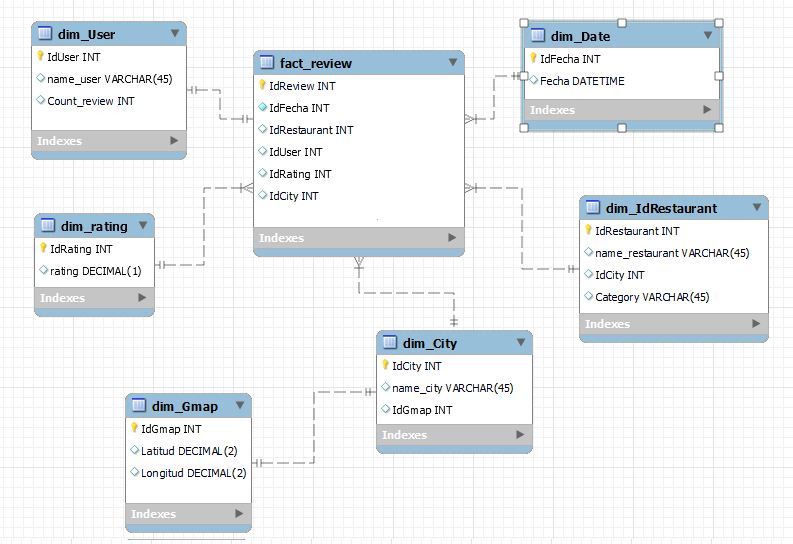 dim_User
IdUser INT
name_user VARCHAR(45)
Count_review INT
Indexes
fact_review
IdReview INT
IdFecha INT
IdRestaurant INT
IdUser INT
IdRating INT
IdCity INT
Indexes
dim_Date
IdFecha INT
Fecha DATETIME
Indexes
dim_rating
IdRating INT
rating DECIMAL(1)
Indexes
dim_IdRestaurant
IdRestaurant INT
name_restaurant VARCHAR(45)
IdCity INT
Category VARCHAR(45)
Indexes
dim_City
IdCity INT
name_city VARCHAR(45)
IdGmap INT
Indexes
dim_Gmap
IdGmap INT
Latitud DECIMAL(2)
Longitud DECIMAL(2)
Indexes